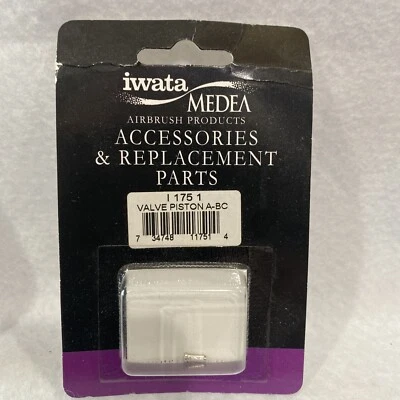 iwata
MEDEA
AIRBRUSH PRODUCTS
ACCESSORIES
& REPLACEMENT
PARTS
I 175 1
VALVE PISTON A-BC
7 34748 11751 4